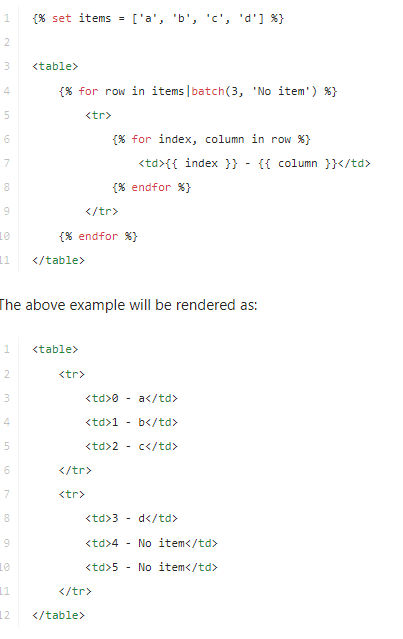 1 {% set items = ['a', 'b', 'c', 'd'] %}
2
3 <table>
4     {% for row in items|batch(3, 'No item') %}
5         <tr>
6             {% for index, column in row %}
7                 <td>{{ index }} - {{ column }}</td>
8             {% endfor %}
9         </tr>
10     {% endfor %}
11 </table>
The above example will be rendered as:
1 <table>
2     <tr>
3         <td>0 - a</td>
4         <td>1 - b</td>
5         <td>2 - c</td>
6     </tr>
7     <tr>
8         <td>3 - d</td>
9         <td>4 - No item</td>
10         <td>5 - No item</td>
11     </tr>
12 </table>